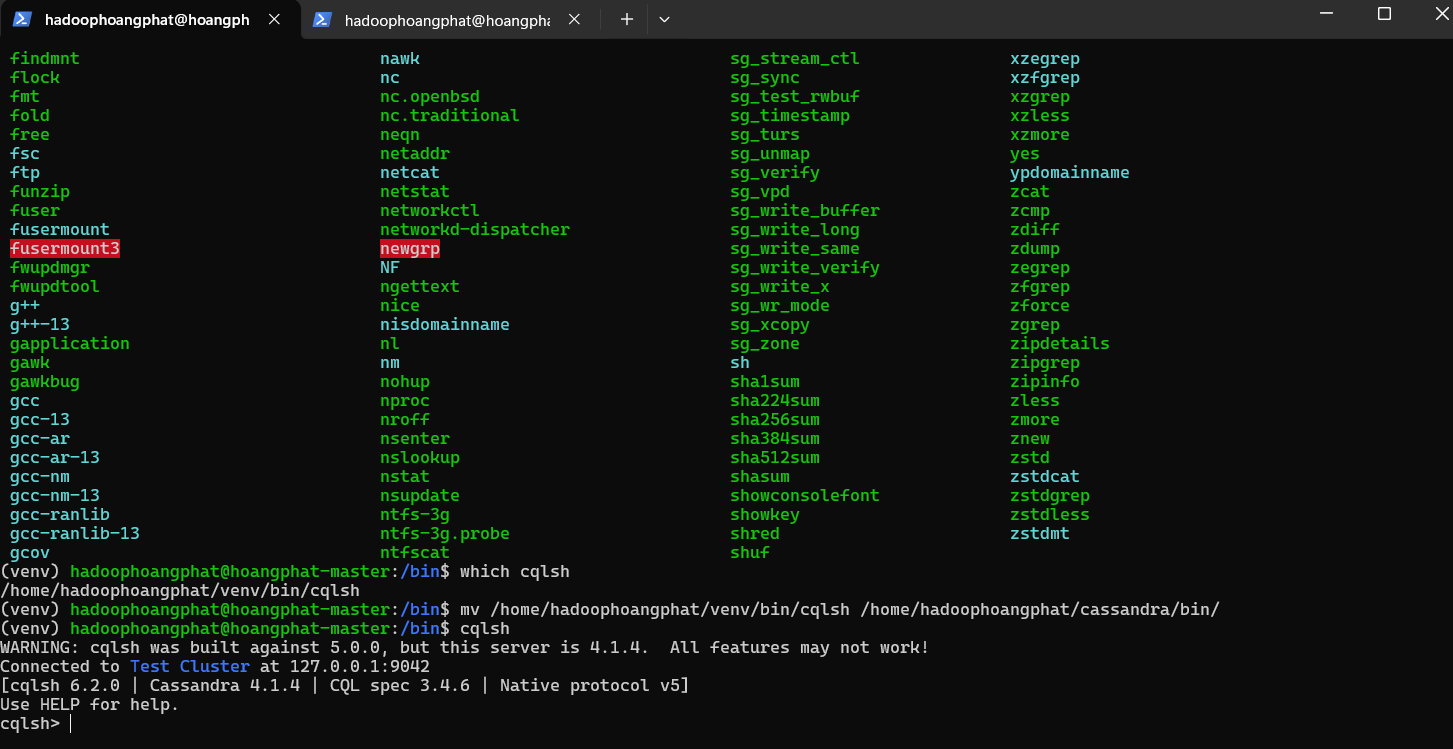 hadoophoangphat@hoangph
hadoophoangphat@hoangpha
findmnt nawk sg_stream_ctl xzegrep
flock nc sg_sync xzfgrep
fmt nc.openbsd sg_test_rwbuf xzgrep
fold nc.traditional sg_timestamp xzless
free neqn sg_turs xzmore
fsc netaddr sg_unmap yes
ftp netcat sg_verify ypdomainname
funzip netstat sg_vpd zcat
fuser networkctl sg_write_buffer zcmp
fusermount networkd-dispatcher sg_write_long zdiff
fusermount3 newgrp sg_write_same zdump
fwupdmgr NF sg_write_verify zegrep
fwupdtool ngettext sg_write_x zfgrep
g++ nice sg_wr_mode zforce
g++-13 nisdomainname sg_xcopy zgrep
gapplication nl sg_zone zipdetails
gawk nm sh zipgrep
gawkbug nohup sha1sum zipinfo
gcc nproc sha224sum zless
gcc-13 nroff sha256sum zmore
gcc-ar nsenter sha384sum znew
gcc-ar-13 nslookup sha512sum zstd
gcc-nm nstat shasum zstdcat
gcc-nm-13 nsupdate showconsolefont zstdgrep
gcc-ranlib ntfs-3g showkey zstdless
gcc-ranlib-13 ntfs-3g.probe shred zstdmt
gcov ntfscat shuf
(venv) hadoophoangphat@hoangphat-master:/bin$ which cqlsh
/home/hadoophoangphat/venv/bin/cqlsh
(venv) hadoophoangphat@hoangphat-master:/bin$ mv /home/hadoophoangphat/venv/bin/cqlsh /home/hadoophoangphat/cassandra/bin/
(venv) hadoophoangphat@hoangphat-master:/bin$ cqlsh
WARNING: cqlsh was built against 5.0.0, but this server is 4.1.4.  All features may not work!
Connected to Test Cluster at 127.0.0.1:9042
[cqlsh 6.2.0 | Cassandra 4.1.4 | CQL spec 3.4.6 | Native protocol v5]
Use HELP for help.
cqlsh>